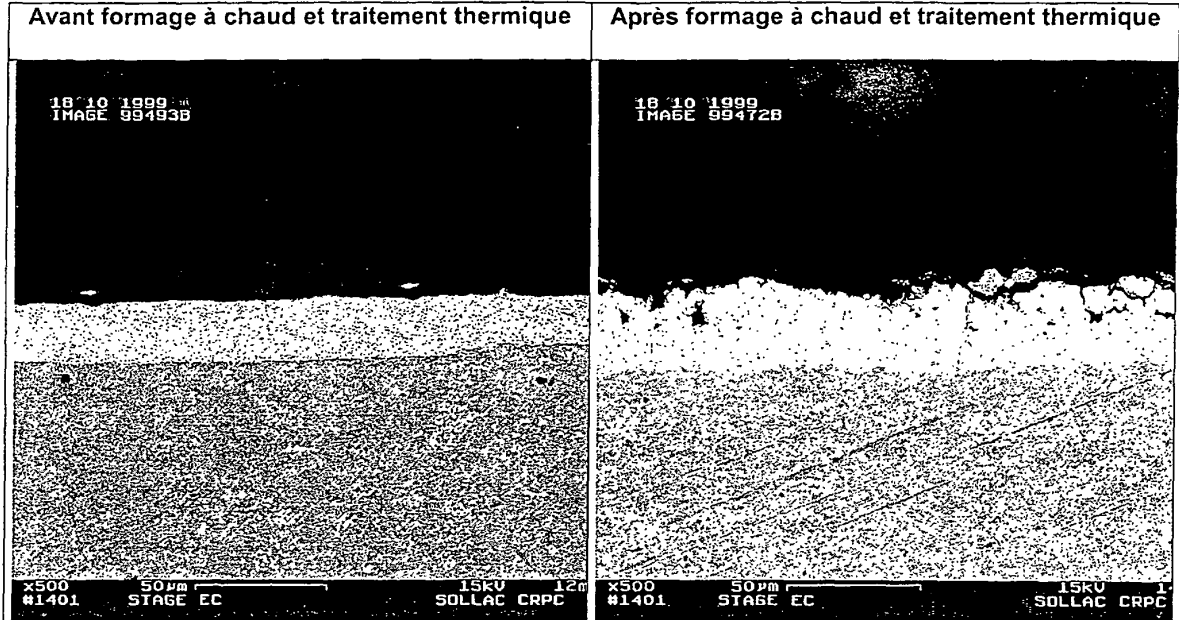 Avant formage à chaud et traitement thermique
Après formage à chaud et traitement thermique
18 10 1999
IMAGE 99493B
18 10 1999
IMAGE 99472B
x500 50µm 15kV 12m
#1401 STAGE EC SOLLAC CRPC
x500 50µm 15kV 1
#1401 STAGE EC SOLLAC CRPC